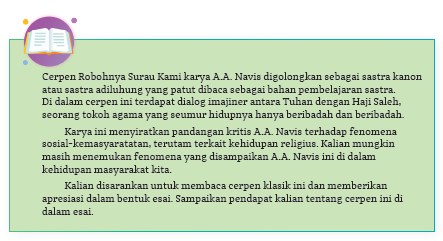 Cerpen Robohnya Surau Kami karya A.A. Navis digolongkan sebagai sastra kanon
atau sastra adiluhung yang patut dibaca sebagai bahan pembelajaran sastra.
Di dalam cerpen ini terdapat dialog imajiner antara Tuhan dengan Haji Saleh,
seorang tokoh agama yang seumur hidupnya hanya beribadah dan beribadah.
Karya ini menyiratkan pandangan kritis A.A. Navis terhadap fenomena
sosial-kemasyaratatan, terutam terkait kehidupan religius. Kalian mungkin
masih menemukan fenomena yang disampaikan A.A. Navis ini di dalam
kehidupan masyarakat kita.
Kalian disarankan untuk membaca cerpen klasik ini dan memberikan
apresiasi dalam bentuk esai. Sampaikan pendapat kalian tentang cerpen ini di
dalam esai.